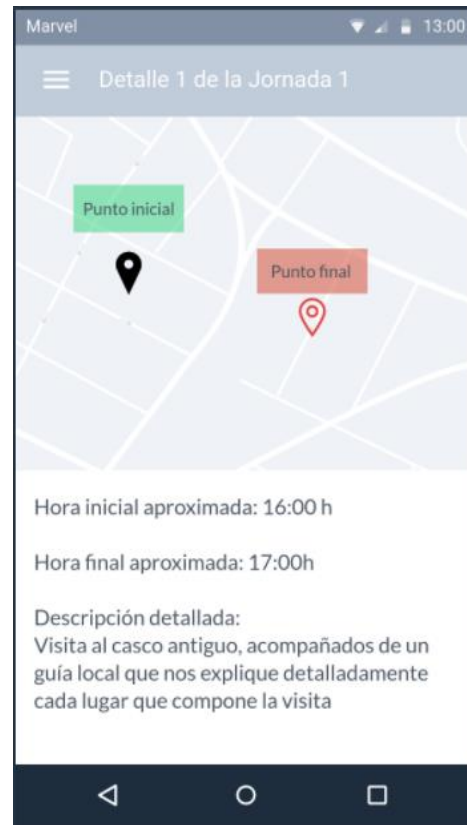 Marvel 13:00
Detalle 1 de la Jornada 1
Punto inicial
Punto final
Hora inicial aproximada: 16:00 h
Hora final aproximada: 17:00h
Descripción detallada:
Visita al casco antiguo, acompañados de un
guía local que nos explique detalladamente
cada lugar que compone la visita